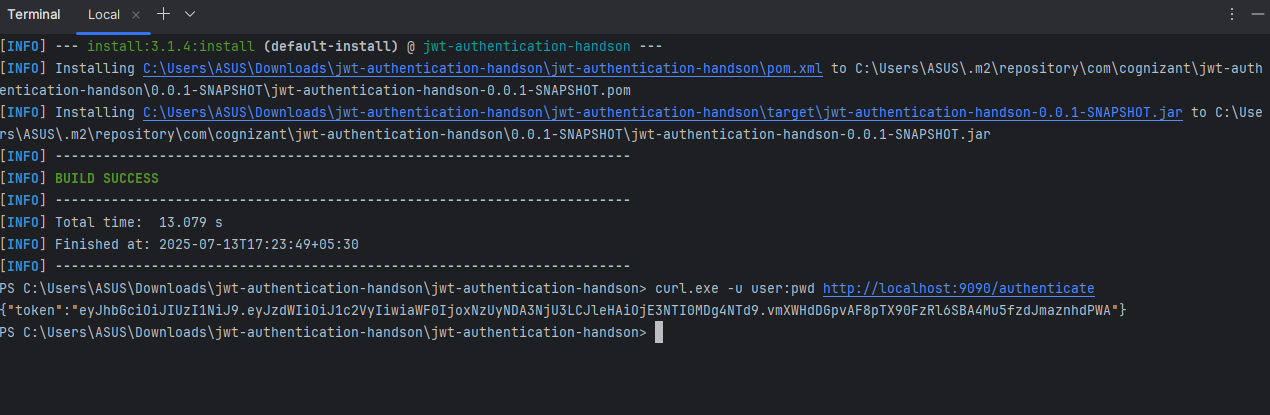 Terminal Local
[INFO] --- install:3.1.4:install (default-install) @ jwt-authentication-handson ---
[INFO] Installing C:\Users\ASUS\Downloads\jwt-authentication-handson\jwt-authentication-handson\pom.xml to C:\Users\ASUS\.m2\repository\com\cognizant\jwt-auth
entication-handson\0.0.1-SNAPSHOT\jwt-authentication-handson-0.0.1-SNAPSHOT.pom
[INFO] Installing C:\Users\ASUS\Downloads\jwt-authentication-handson\jwt-authentication-handson\target\jwt-authentication-handson-0.0.1-SNAPSHOT.jar to C:\Use
rs\ASUS\.m2\repository\com\cognizant\jwt-authentication-handson\0.0.1-SNAPSHOT\jwt-authentication-handson-0.0.1-SNAPSHOT.jar
[INFO] ------------------------------------------------------------------------
[INFO] BUILD SUCCESS
[INFO] ------------------------------------------------------------------------
[INFO] Total time:  13.079 s
[INFO] Finished at: 2025-07-13T17:23:49+05:30
[INFO] ------------------------------------------------------------------------
PS C:\Users\ASUS\Downloads\jwt-authentication-handson\jwt-authentication-handson> curl.exe -u user:pwd http://localhost:9090/authenticate
{"token":"eyJhbGciOiJIUzI1NiJ9.eyJzdWIiOiJ1c2VyIiwiaWF0IjoxNzUyNDA3NjU3LCJleHAiOjE3NTI0MDg4NTd9.vmXWHdDGpvAF8pTX90FzRl6SBA4Mu5fzdJmaznhdPWA"}
PS C:\Users\ASUS\Downloads\jwt-authentication-handson\jwt-authentication-handson>